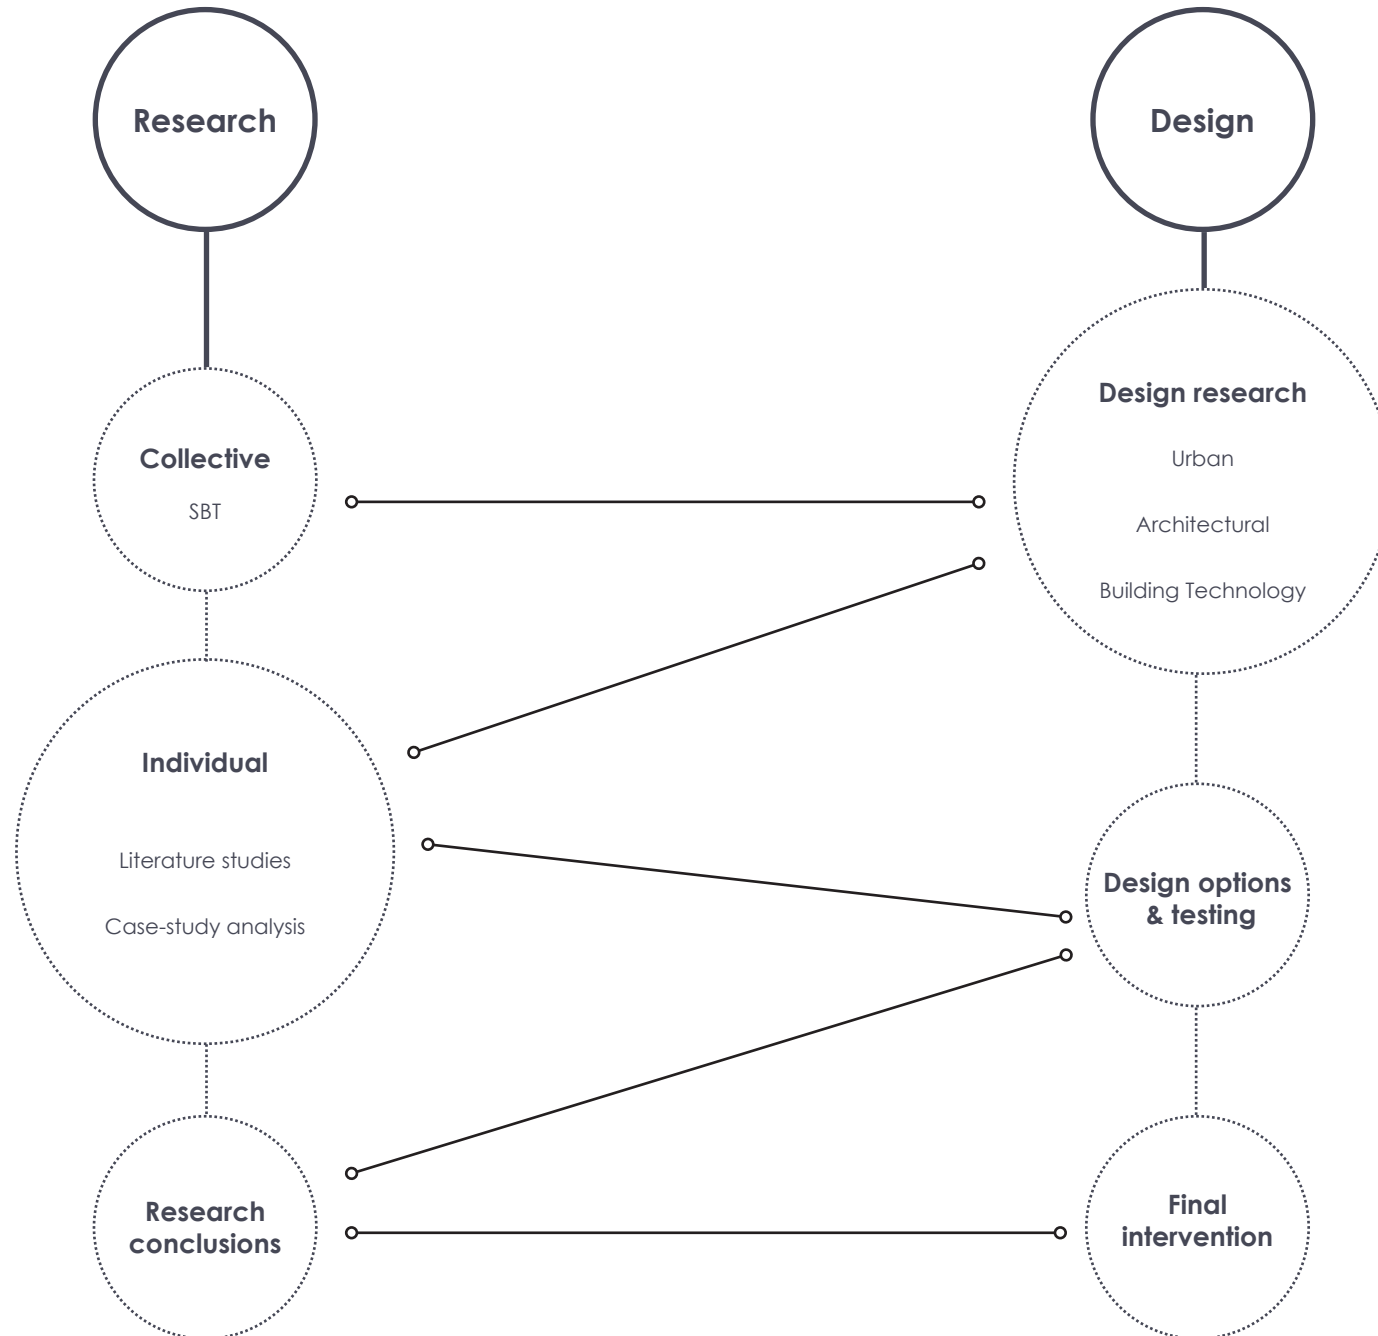 Research
Design
Collective
SBT
Design research
Urban
Architectural
Building Technology
Individual
Literature studies
Case-study analysis
Design options
& testing
Research
conclusions
Final
intervention